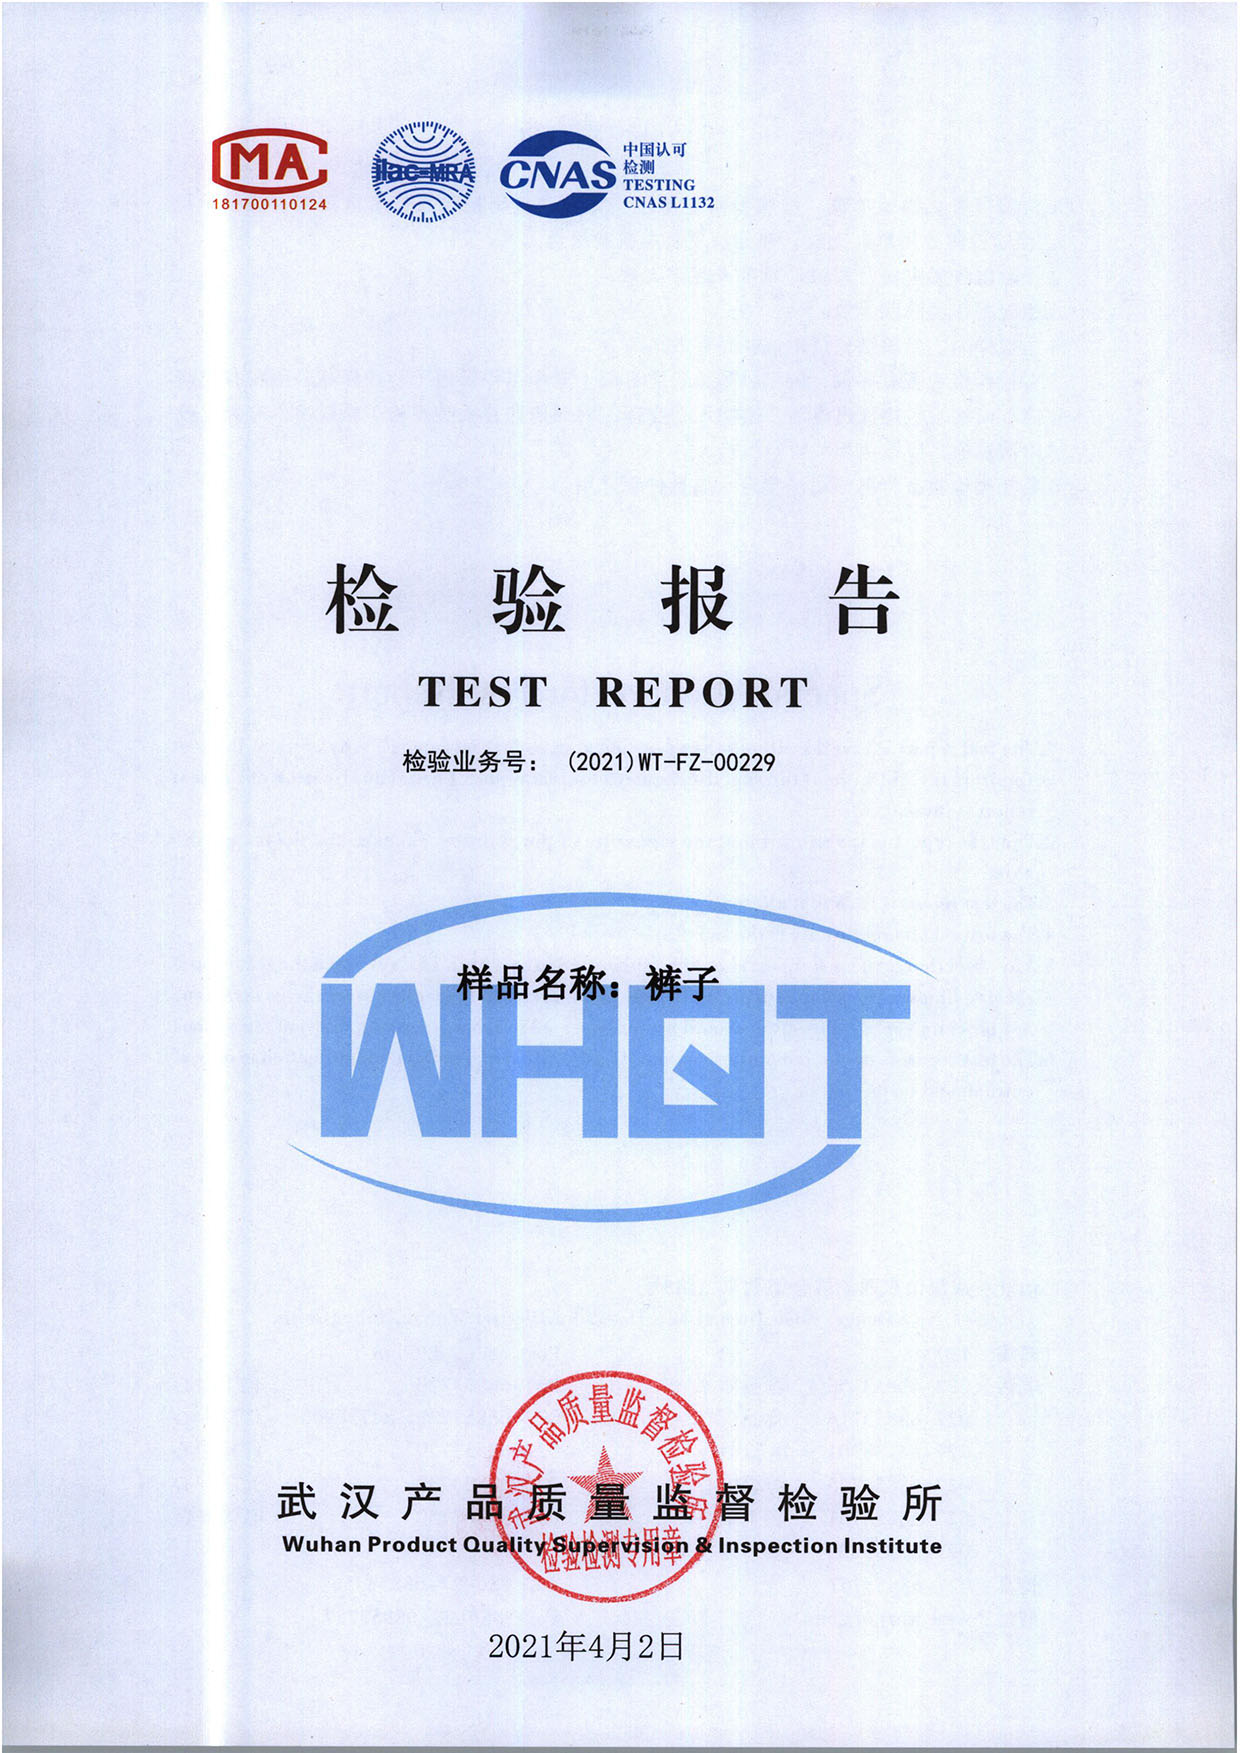 MA
181700110124
ilac-MRA
CNAS
中国认可
检测
TESTING
CNAS L1132
检验报告
TEST REPORT
检验业务号: (2021)WT-FZ-00229
样品名称: 裤子
WHQT
武汉产品质量监督检验所
武汉产品质量监督检验所
Wuhan Product Quality Supervision & Inspection Institute
检验检测专用章
2021年4月2日